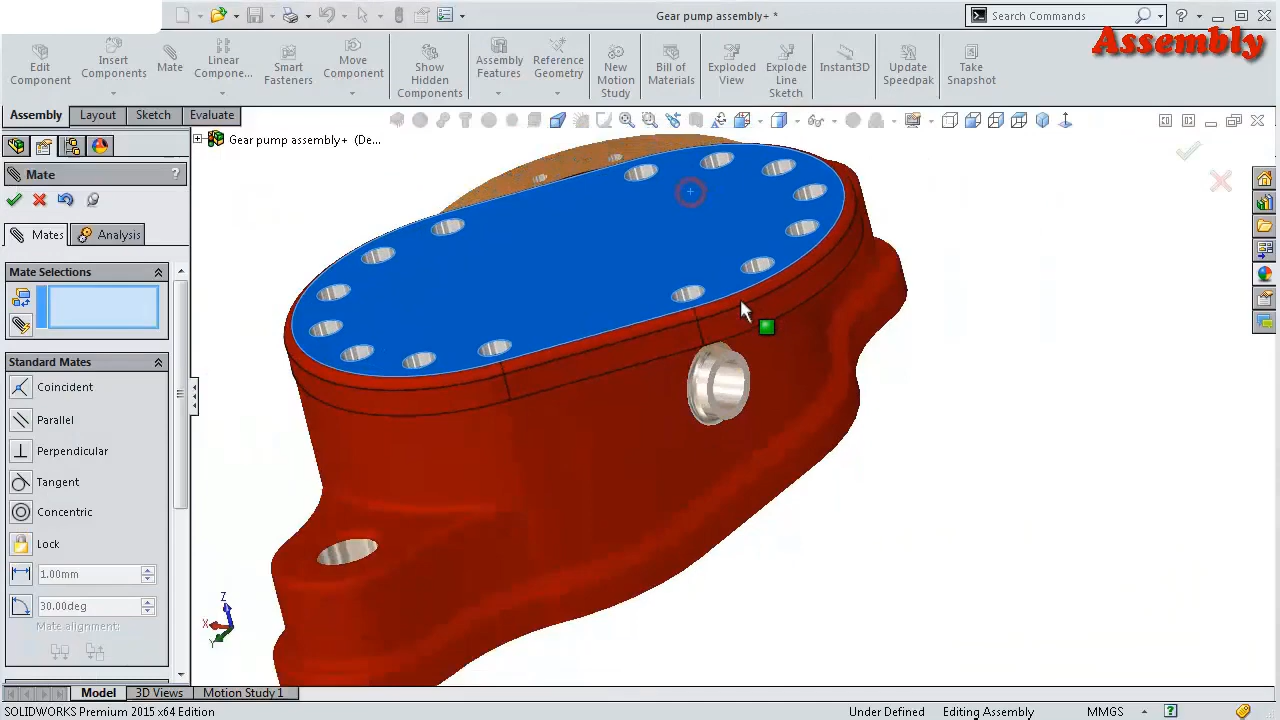 Gear pump assembly+ *
Search Commands
?
Assembly
Edit Component
Insert Components
Mate
Linear Compone...
Smart Fasteners
Move Component
Show Hidden Components
Assembly Features
Reference Geometry
New Motion Study
Bill of Materials
Exploded View
Explode Line Sketch
Instant3D
Update Speedpak
Take Snapshot
Assembly
Layout
Sketch
Evaluate
Gear pump assembly+ (De...
Mate
?
Mates
Analysis
Mate Selections
Standard Mates
Coincident
Parallel
Perpendicular
Tangent
Concentric
Lock
1.00mm
30.00deg
Mate alignment:
Z
X
Y
Model
3D Views
Motion Study 1
SOLIDWORKS Premium 2015 x64 Edition
Under Defined
Editing Assembly
MMGS
?